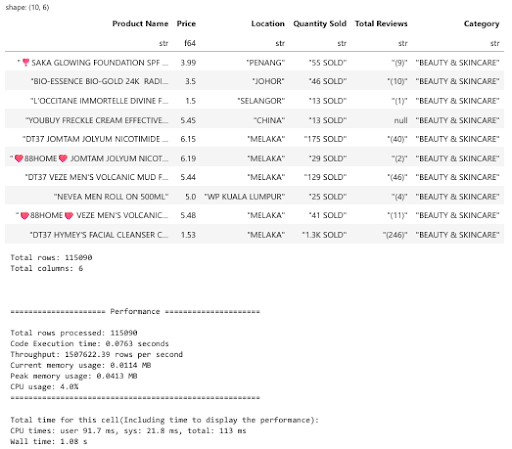 shape: (10, 6)
Product Name Price Location Quantity Sold Total Reviews Category
str f64 str str str str
"❣️SAKA GLOWING FOUNDATION SPF … 3.99 "PENANG" "55 SOLD" "(9)" "BEAUTY & SKINCARE"
"BIO-ESSENCE BIO-GOLD 24K RADI… 3.5 "JOHOR" "46 SOLD" "(10)" "BEAUTY & SKINCARE"
"L'OCCITANE IMMORTELLE DIVINE F… 1.5 "SELANGOR" "13 SOLD" "(1)" "BEAUTY & SKINCARE"
"YOUBUY FRECKLE CREAM EFFECTIVE… 5.45 "CHINA" "13 SOLD" null "BEAUTY & SKINCARE"
"DT37 JOMTAM JOLYUM NICOTIMIDE … 6.15 "MELAKA" "175 SOLD" "(40)" "BEAUTY & SKINCARE"
"❤️88HOME❤️ JOMTAM JOLYUM NICOT… 6.19 "MELAKA" "29 SOLD" "(2)" "BEAUTY & SKINCARE"
"DT37 VEZE MEN'S VOLCANIC MUD F… 5.44 "MELAKA" "129 SOLD" "(46)" "BEAUTY & SKINCARE"
"NEVEA MEN ROLL ON 500ML" 5.0 "WP KUALA LUMPUR" "25 SOLD" "(4)" "BEAUTY & SKINCARE"
"❤️88HOME❤️ VEZE MEN'S VOLCANIC… 5.48 "MELAKA" "41 SOLD" "(11)" "BEAUTY & SKINCARE"
"DT37 HYMEY'S FACIAL CLEANSER C… 1.53 "MELAKA" "1.3K SOLD" "(246)" "BEAUTY & SKINCARE"
Total rows: 115090
Total columns: 6
===================== Performance =====================
Total rows processed: 115090
Code Execution time: 0.0763 seconds
Throughput: 1507622.39 rows per second
Current memory usage: 0.0114 MB
Peak memory usage: 0.0413 MB
CPU usage: 4.0%
=======================================================
Total time for this cell(Including time to display the performance):
CPU times: user 91.7 ms, sys: 21.8 ms, total: 113 ms
Wall time: 1.08 s